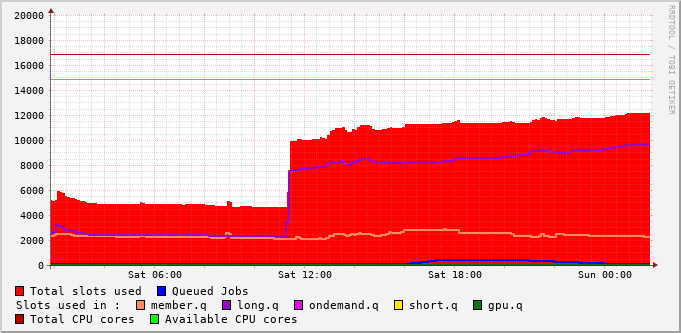 RRDTOOL / TOBI OETIKER
20000
18000
16000
14000
12000
10000
8000
6000
4000
2000
0
Sat 06:00 Sat 12:00 Sat 18:00 Sun 00:00
Total slots used Queued Jobs
Slots used in : member.q long.q ondemand.q short.q gpu.q
Total CPU cores Available CPU cores